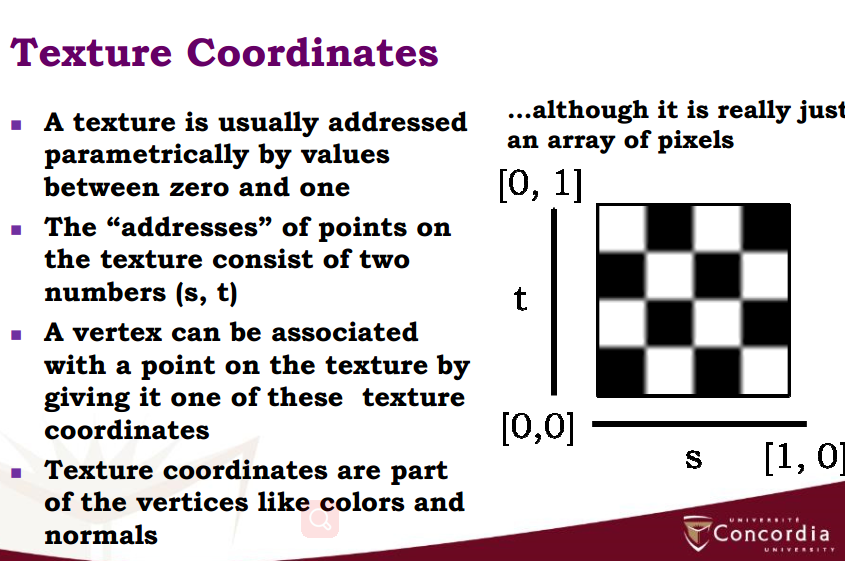 Texture Coordinates
▪ A texture is usually addressed
parametrically by values
between zero and one
▪ The “addresses” of points on
the texture consist of two
numbers (s, t)
▪ A vertex can be associated
with a point on the texture by
giving it one of these texture
coordinates
▪ Texture coordinates are part
of the vertices like colors and
normals
...although it is really just
an array of pixels
[0, 1]
t
[0,0]
s
[1, 0]
UNIVERSITÉ
Concordia
UNIVERSITY